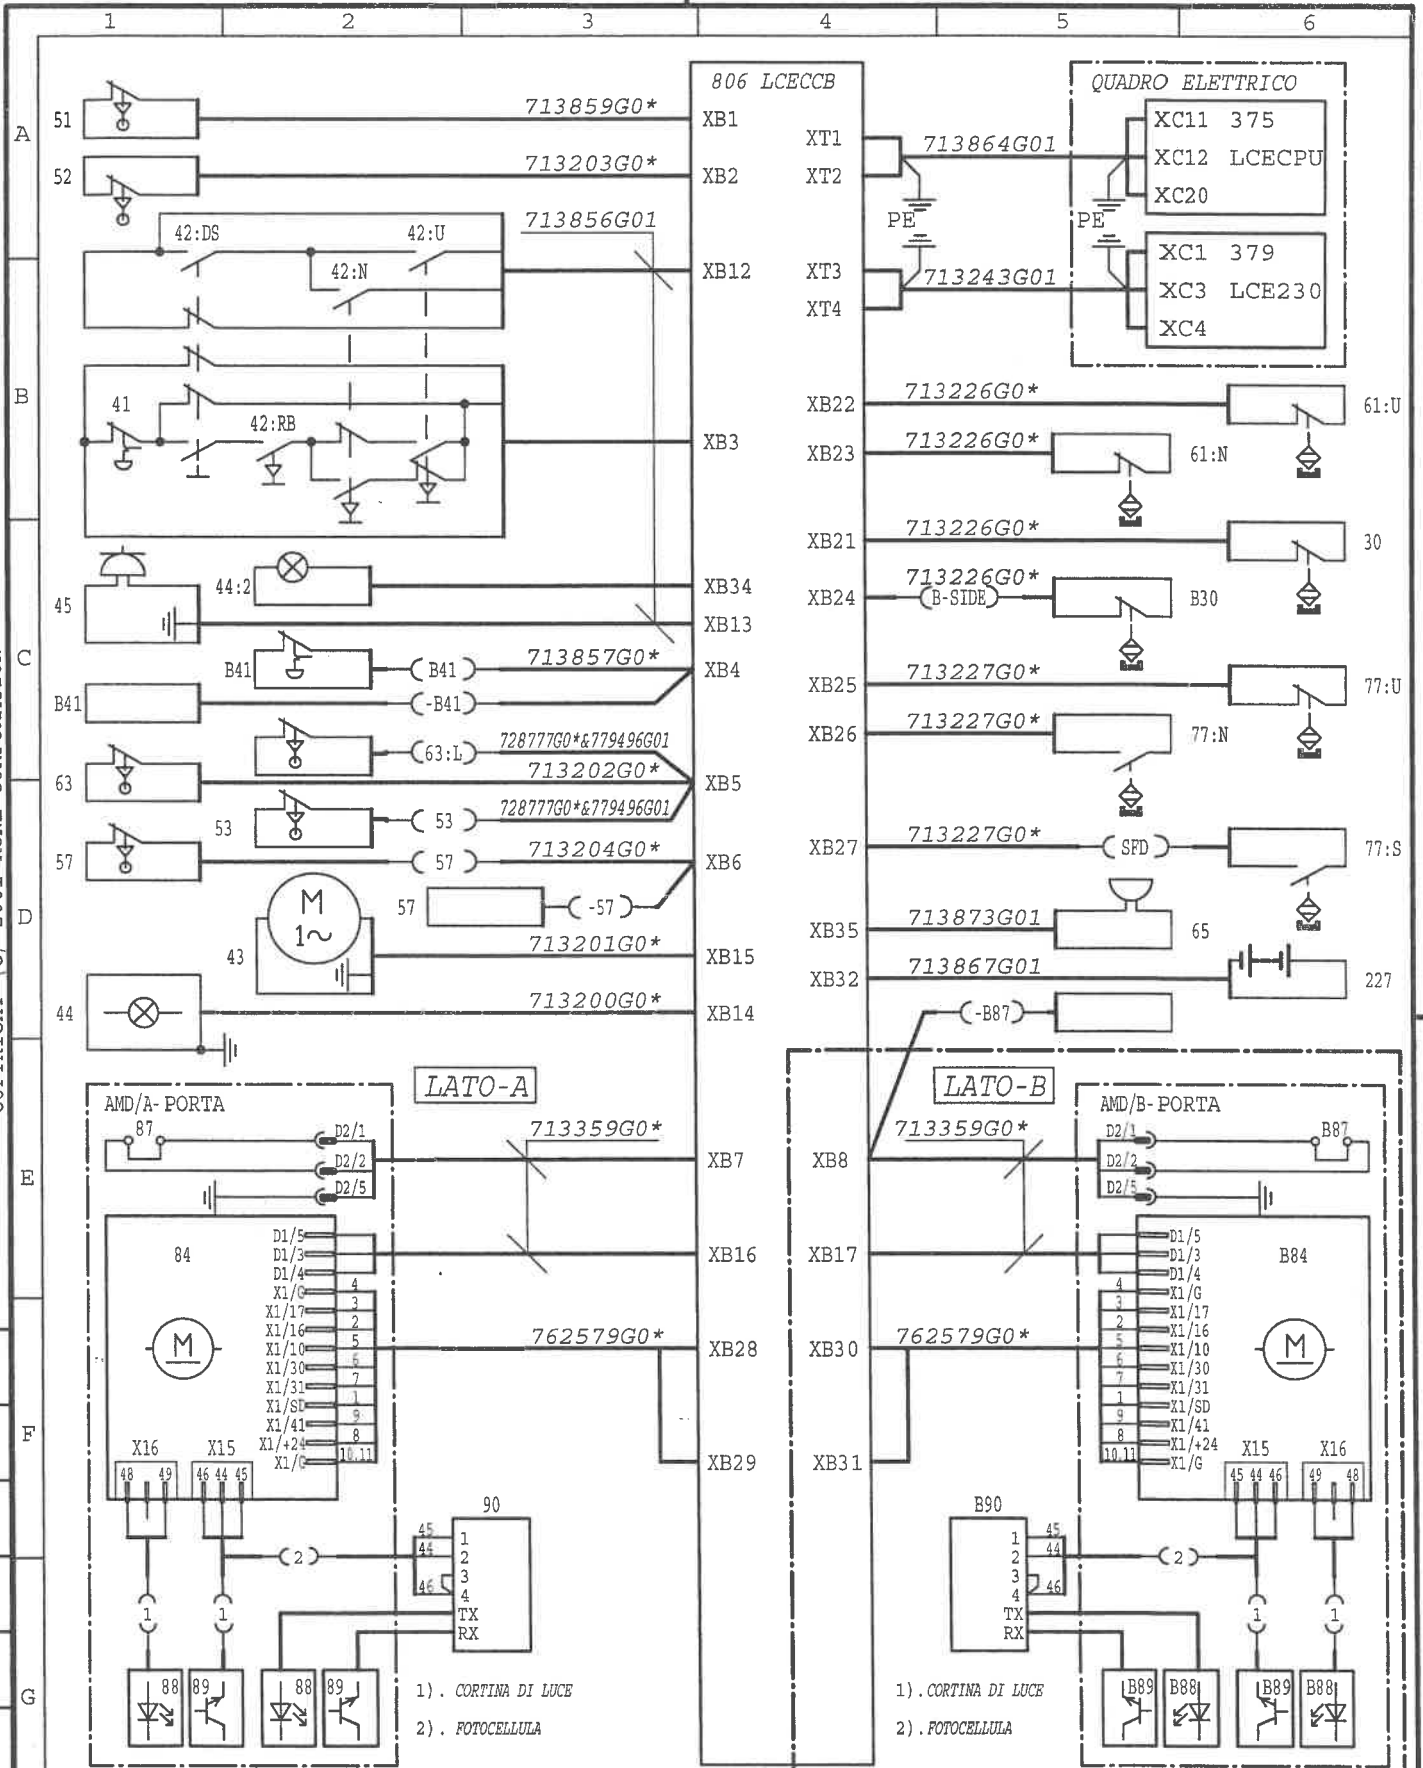 1 2 3 4 5 6
A
B
C
D
E
F
G
806 LCECCB
QUADRO ELETTRICO
51
713859G0*
XB1
XT1
713864G01
XC11 375
XC12 LCECPU
XC20
52
713203G0*
XB2
XT2
PE
PE
713856G01
42:DS
42:U
42:N
XB12
XT3
713243G01
XT4
XC1 379
XC3 LCE230
XC4
41
42:RB
XB3
XB22
713226G0*
61:U
XB23
713226G0*
61:N
XB21
713226G0*
30
45
44:2
XB34
XB13
XB24
713226G0*
(B-SIDE)
B30
B41
(B41)
713857G0*
XB4
B41
(-B41)
XB25
713227G0*
77:U
XB26
713227G0*
77:N
(63:L)
728777G0*&779496G01
63
713202G0*
XB5
53
(53)
728777G0*&779496G01
57
(57)
713204G0*
XB6
57
(-57)
XB27
713227G0*
(SFD)
77:S
M
1~
43
713201G0*
XB15
XB35
713873G01
65
XB32
713867G01
227
44
713200G0*
XB14
(-B87)
LATO-A
LATO-B
AMD/A-PORTA
87
D2/1
D2/2
D2/5
713359G0*
XB7
XB8
713359G0*
AMD/B-PORTA
D2/1
D2/2
D2/5
B87
84
D1/5
D1/3
D1/4
X1/G 4
X1/17 3
X1/16 2
X1/10 5
X1/30 6
X1/31 7
X1/SD 1
X1/41 9
X1/+24 8
X1/G 10.11
M
XB16
XB17
762579G0*
XB28
XB30
762579G0*
XB29
XB31
B84
D1/5
D1/3
D1/4
4 X1/G
3 X1/17
2 X1/16
5 X1/10
6 X1/30
7 X1/31
1 X1/SD
9 X1/41
8 X1/+24
10.11 X1/G
M
X16 X15
48 49 46 44 45
X15 X16
45 44 46 49 48
90
45 1
44 2
3
46 4
TX
RX
(2)
1 1
88 89 88 89
1). CORTINA DI LUCE
2). FOTOCELLULA
B90
1 45
2 44
3
4 46
TX
RX
(2)
1 1
B89 B88 B89 B88
1). CORTINA DI LUCE
2). FOTOCELLULA